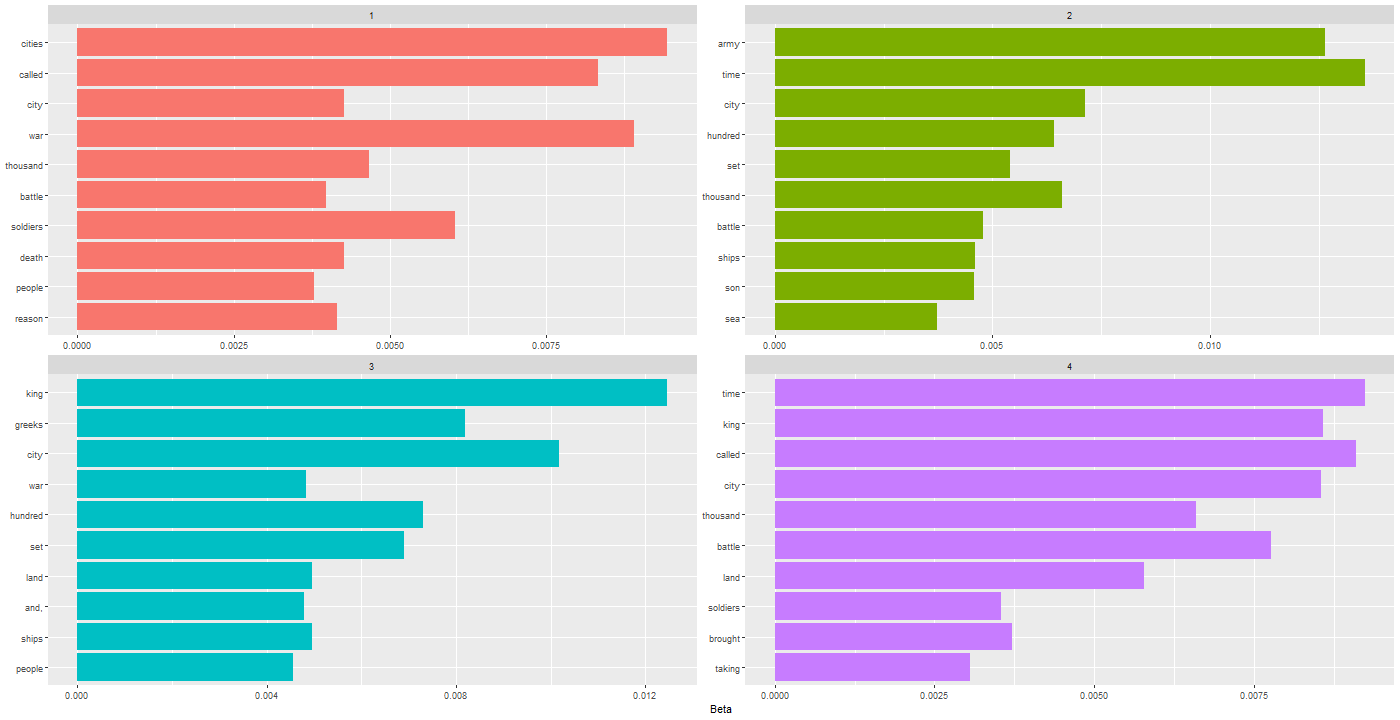 1
cities
called
city
war
thousand
battle
soldiers
death
people
reason
0.0000 0.0025 0.0050 0.0075
2
army
time
city
hundred
set
thousand
battle
ships
son
sea
0.000 0.005 0.010
3
king
greeks
city
war
hundred
set
land
and,
ships
people
0.000 0.004 0.008 0.012
4
time
king
called
city
thousand
battle
land
soldiers
brought
taking
0.0000 0.0025 0.0050 0.0075
Beta